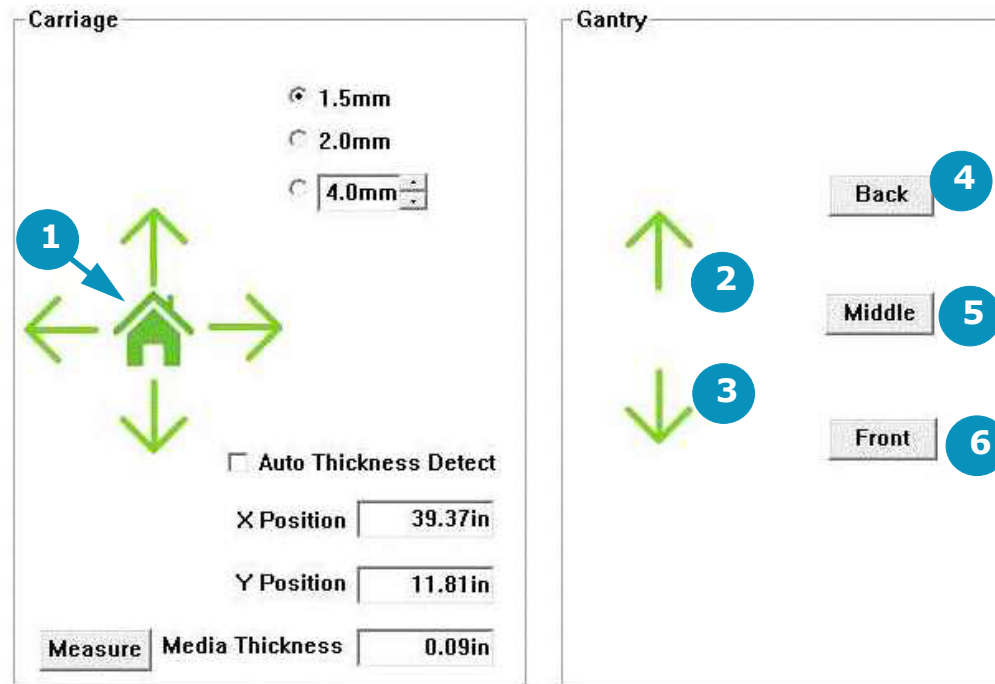 Carriage
1.5mm
2.0mm
4.0mm
1
Auto Thickness Detect
X Position 39.37in
Y Position 11.81in
Measure Media Thickness 0.09in
Gantry
Back 4
2
Middle 5
3
Front 6